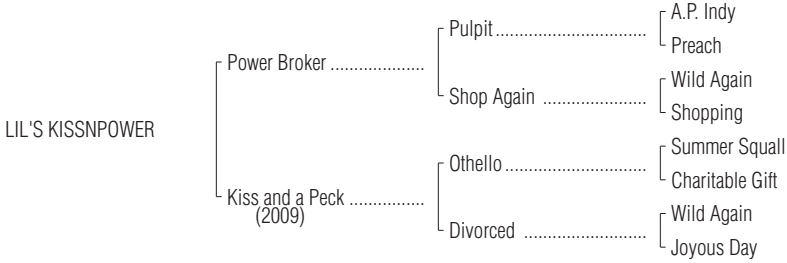 A.P. Indy
Pulpit
Preach
Power Broker
Wild Again
Shop Again
Shopping
LIL'S KISSNPOWER
Summer Squall
Othello
Charitable Gift
Kiss and a Peck
(2009)
Wild Again
Divorced
Joyous Day